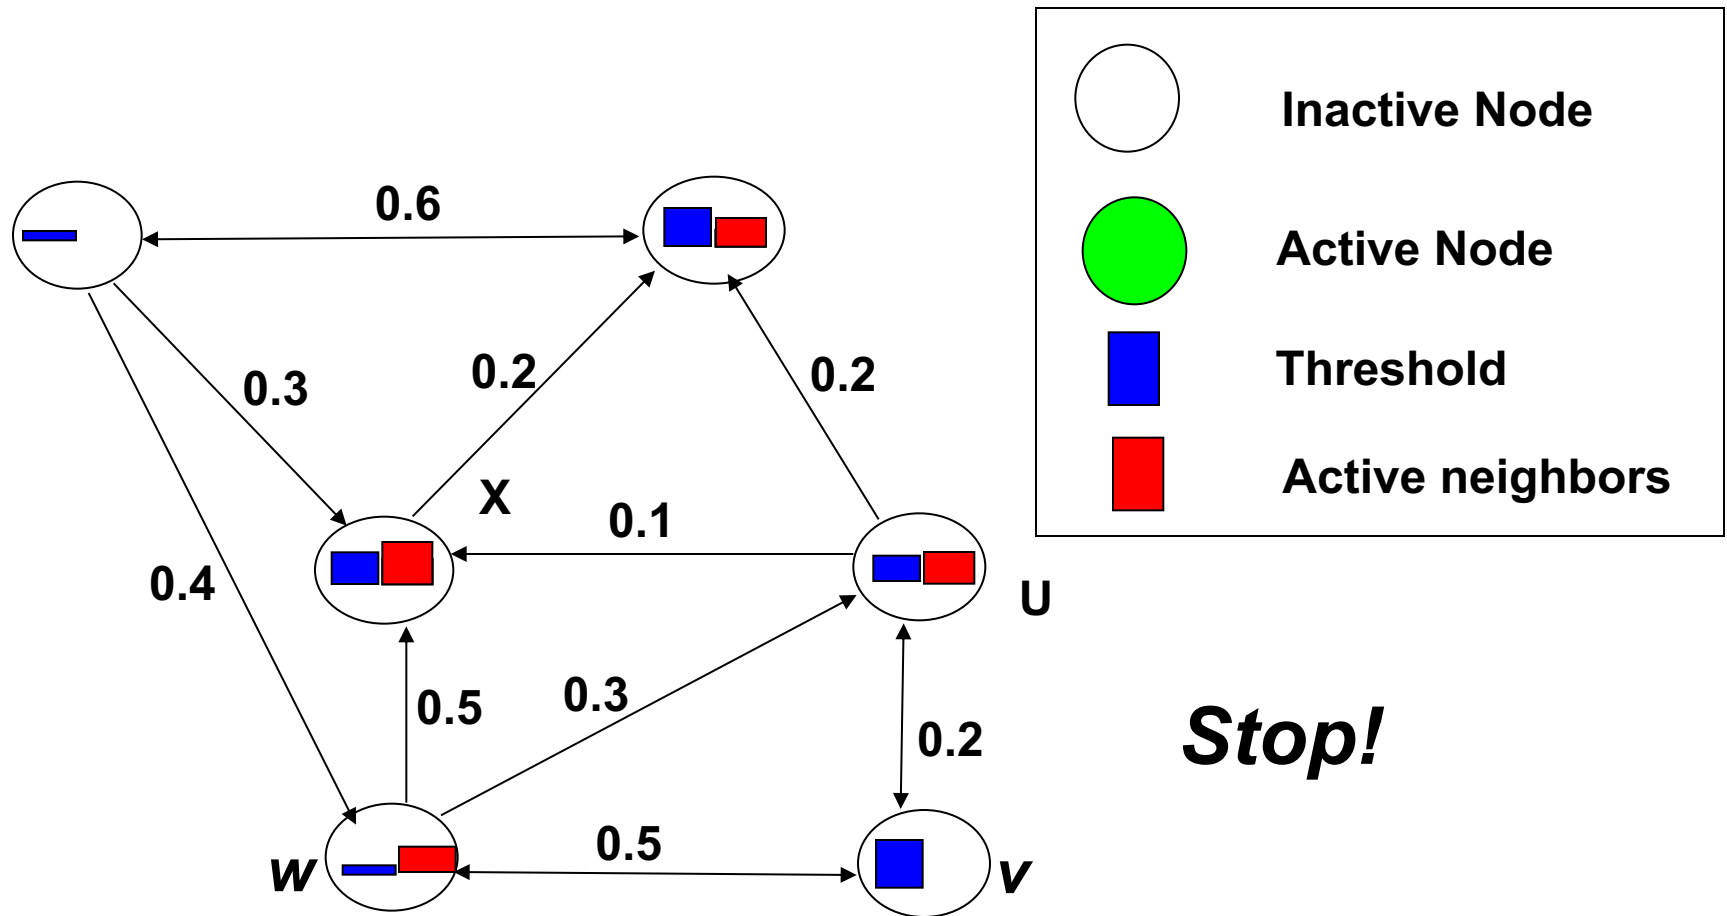 Inactive Node
Active Node
Threshold
Active neighbors
0.6
0.3
0.2
0.2
X
0.1
0.4
U
0.5
0.3
0.2
Stop!
w
0.5
v